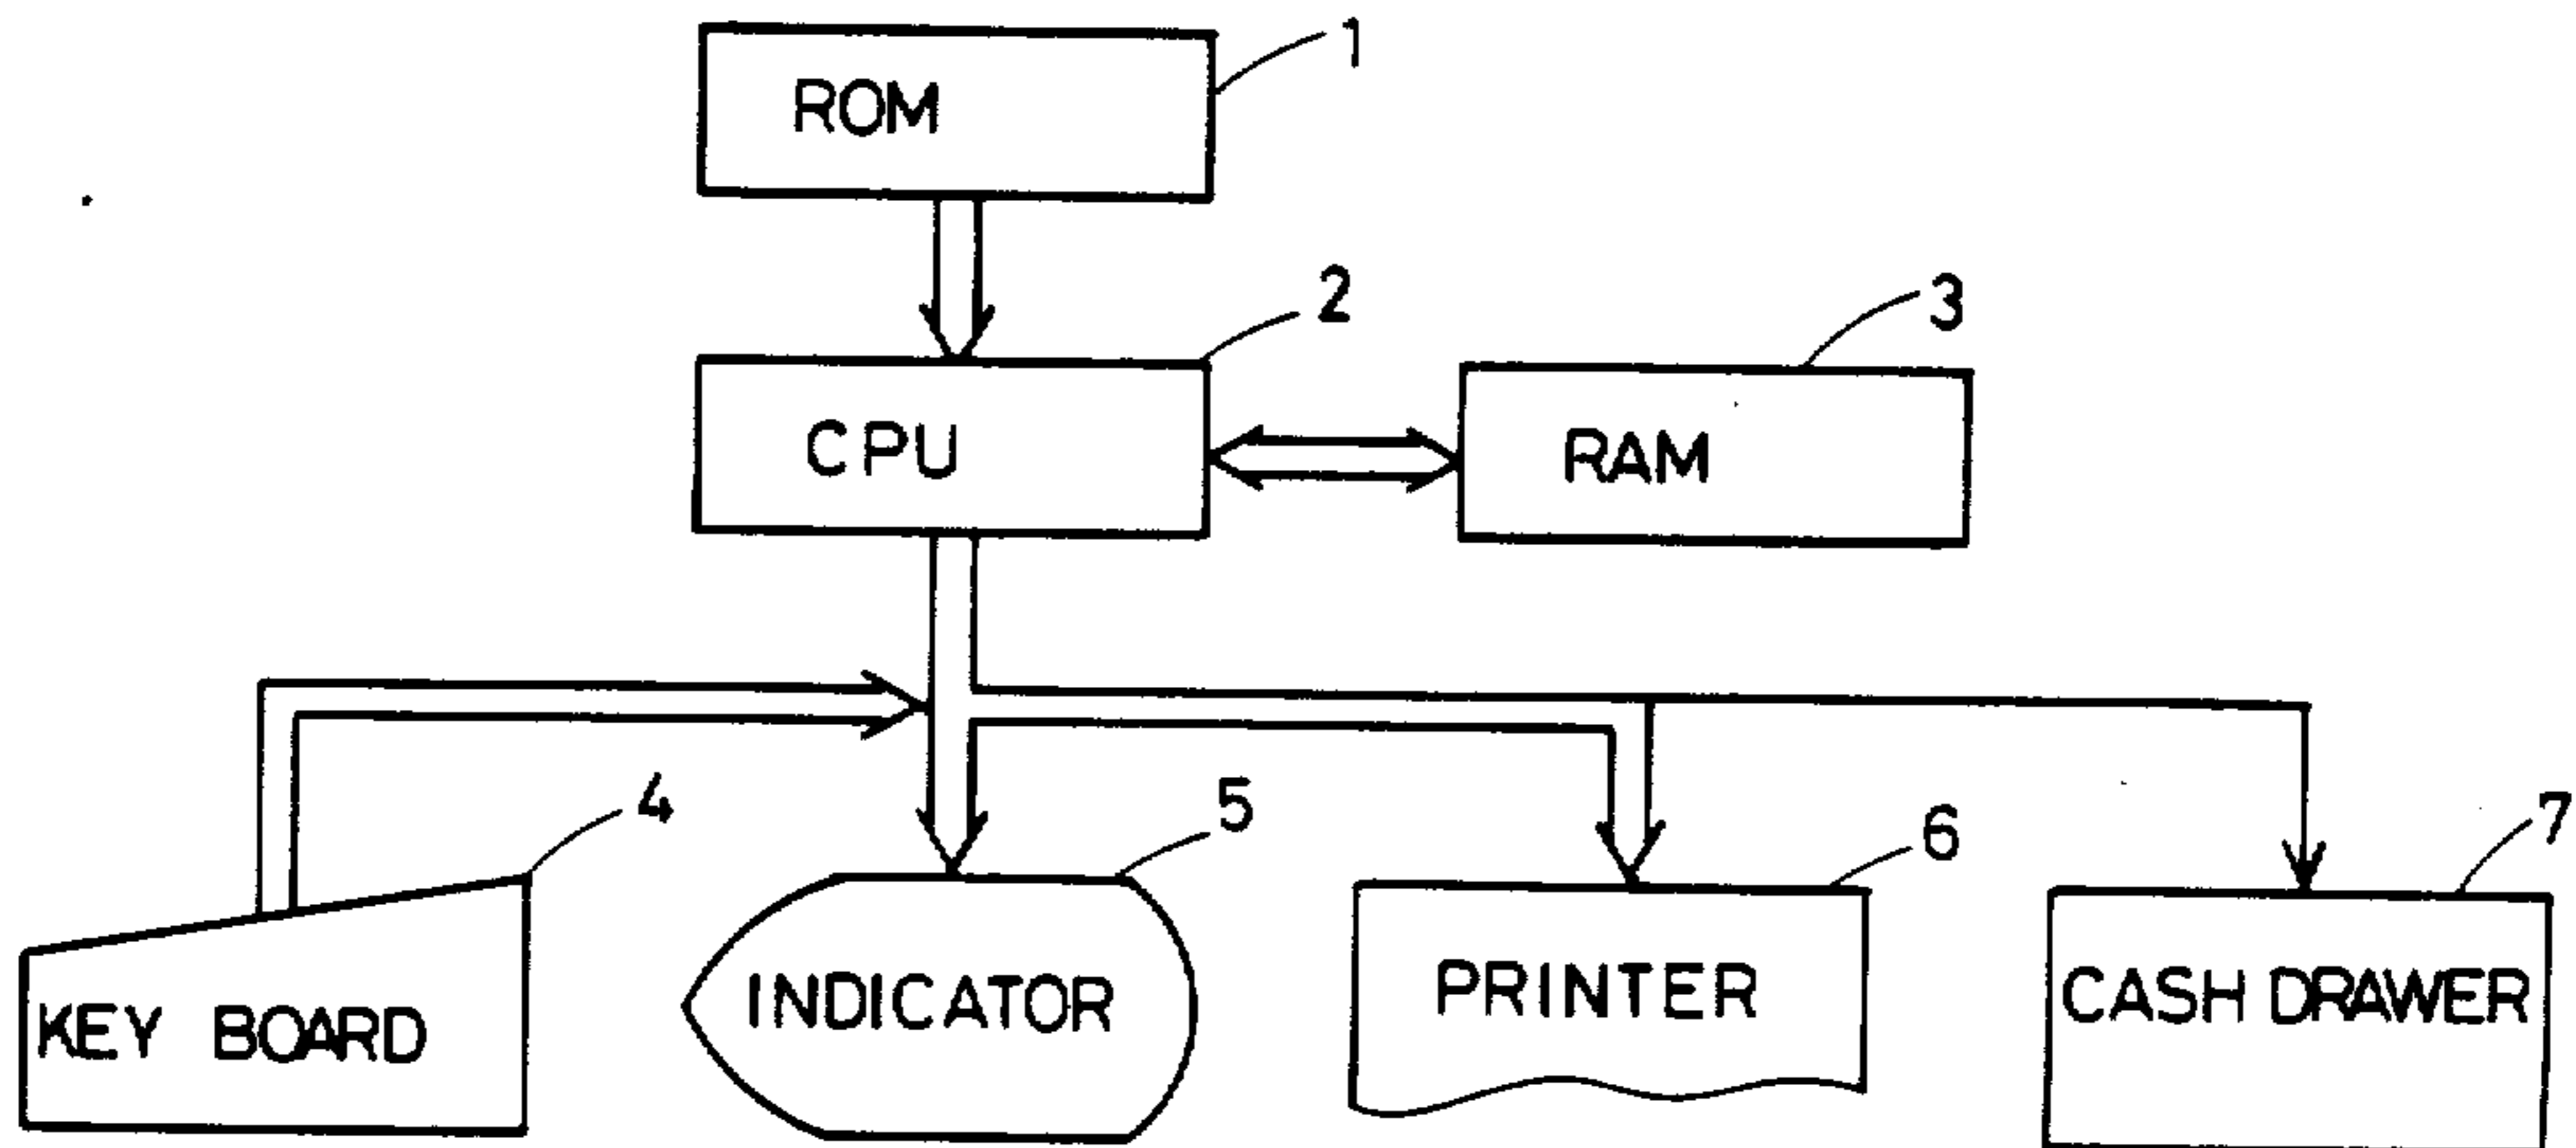 1
ROM
2
3
CPU
RAM
4
5
6
7
KEY BOARD
INDICATOR
PRINTER
CASH DRAWER